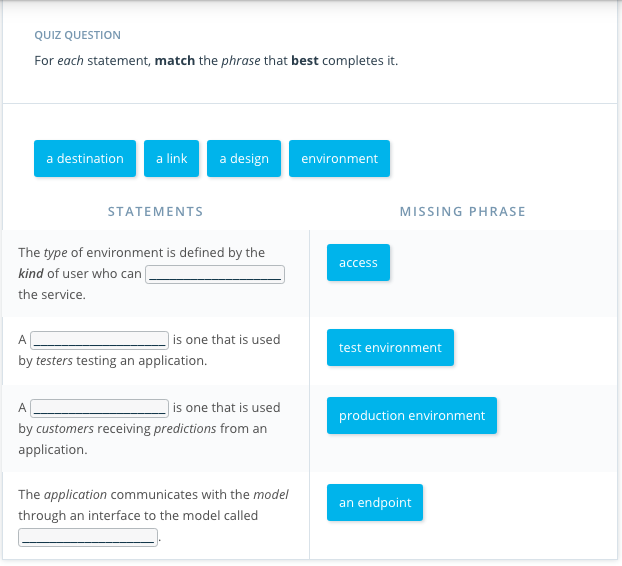 QUIZ QUESTION
For each statement, match the phrase that best completes it.
a destination
a link
a design
environment
STATEMENTS
MISSING PHRASE
The type of environment is defined by the
kind of user who can ____________________
the service.
access
A ____________________ is one that is used
by testers testing an application.
test environment
A ____________________ is one that is used
by customers receiving predictions from an
application.
production environment
The application communicates with the model
through an interface to the model called
____________________.
an endpoint